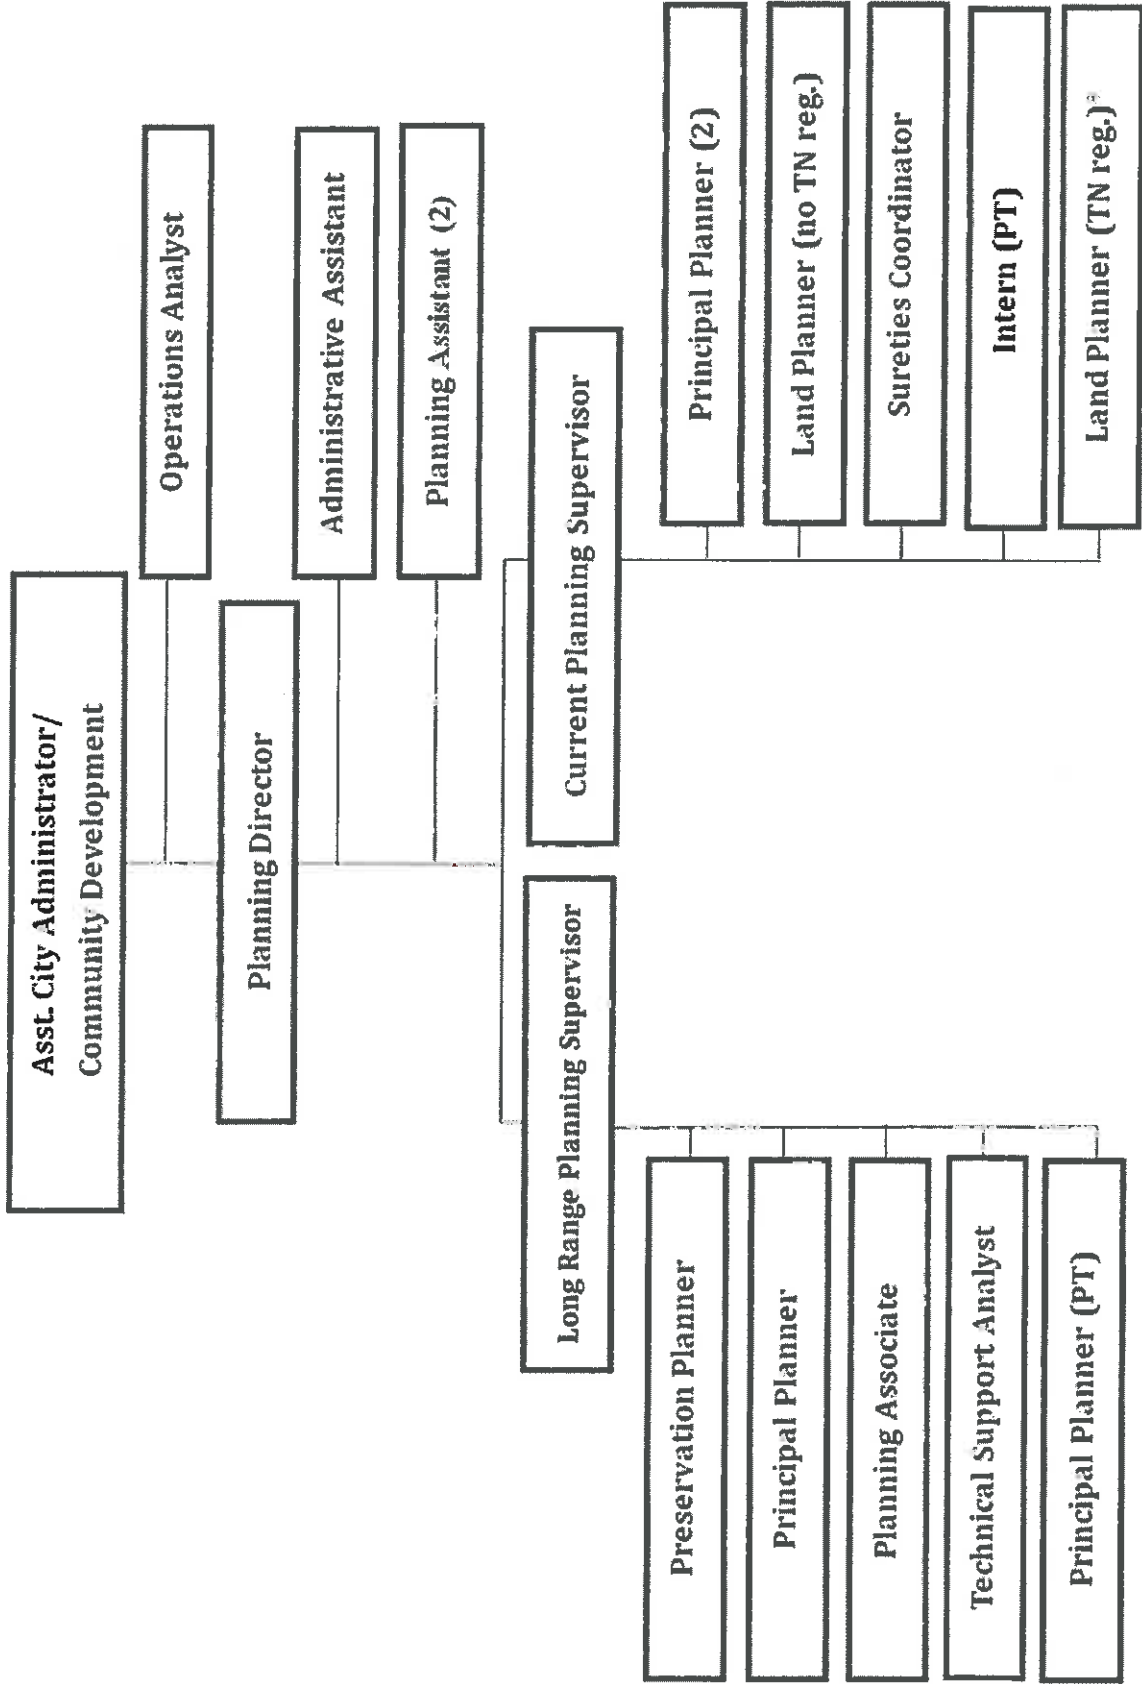 Asst. City Administrator/
Community Development
Operations Analyst
Planning Director
Administrative Assistant
Planning Assistant (2)
Long Range Planning Supervisor
Current Planning Supervisor
Preservation Planner
Principal Planner
Planning Associate
Technical Support Analyst
Principal Planner (PT)
Principal Planner (2)
Land Planner (no TN reg.)
Sureties Coordinator
Intern (PT)
Land Planner (TN reg.)*